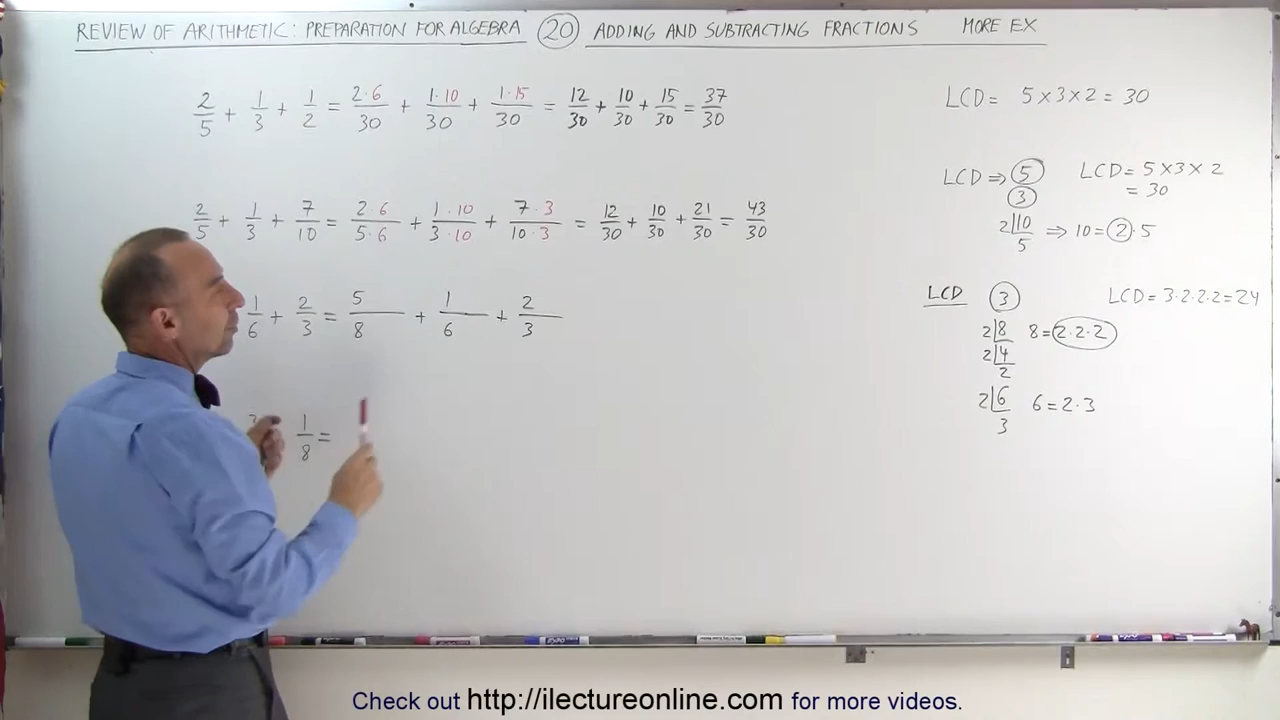 REVIEW OF ARITHMETIC: PREPARATION FOR ALGEBRA 20 ADDING AND SUBTRACTING FRACTIONS MORE EX
2/5 + 1/3 + 1/2 = 2·6/30 + 1·10/30 + 1·15/30 = 12/30 + 10/30 + 15/30 = 37/30
LCD = 5 x 3 x 2 = 30
2/5 + 1/3 + 7/10 = 2·6/5·6 + 1·10/3·10 + 7·3/10·3 = 12/30 + 10/30 + 21/30 = 43/30
LCD ⇒ 5 LCD = 5 x 3 x 2
3 = 30
2|10 ⇒ 10 = 2·5
5
1/6 + 2/3 = 5/8 + 1/6 + 2/3
LCD 3 LCD = 3·2·2·2 = 24
2|8 8 = 2·2·2
2|4
2
2|6 6 = 2·3
3
1/8 =
Check out http://ilectureonline.com for more videos.